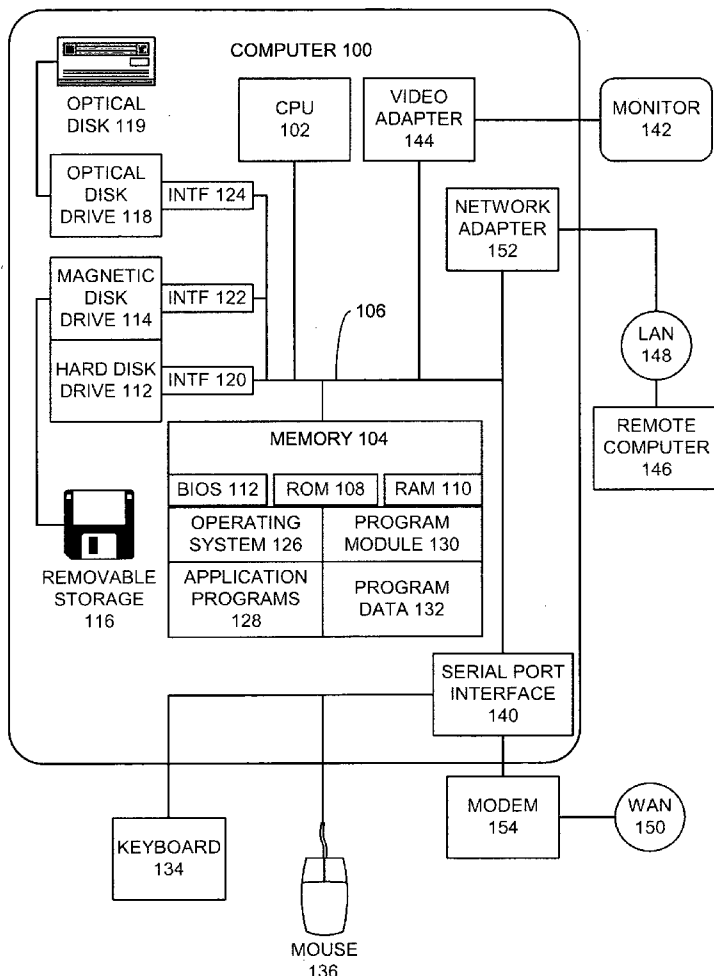 COMPUTER 100
OPTICAL
DISK 119
CPU
102
VIDEO
ADAPTER
144
MONITOR
142
OPTICAL
DISK
DRIVE 118
INTF 124
NETWORK
ADAPTER
152
MAGNETIC
DISK
DRIVE 114
INTF 122
106
LAN
148
HARD DISK
DRIVE 112
INTF 120
REMOTE
COMPUTER
146
MEMORY 104
BIOS 112
ROM 108
RAM 110
OPERATING
SYSTEM 126
PROGRAM
MODULE 130
REMOVABLE
STORAGE
116
APPLICATION
PROGRAMS
128
PROGRAM
DATA 132
SERIAL PORT
INTERFACE
140
KEYBOARD
134
MODEM
154
WAN
150
MOUSE
136